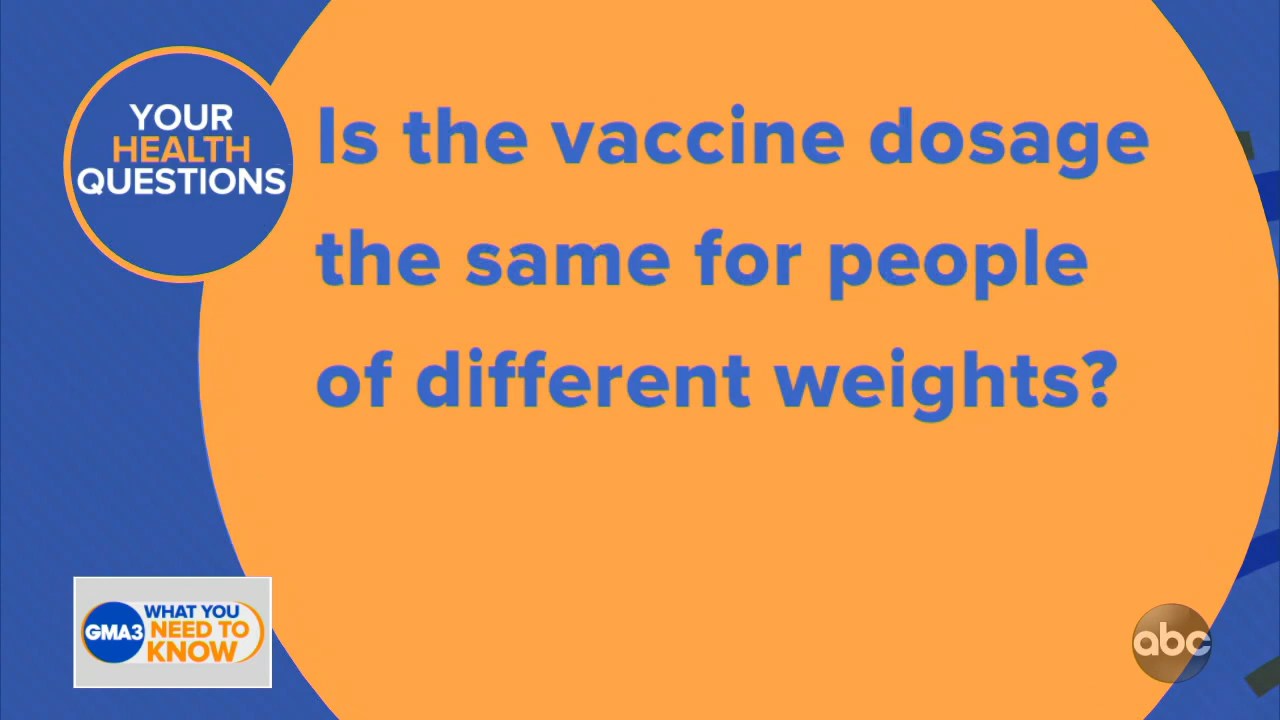 YOUR
HEALTH
QUESTIONS
Is the vaccine dosage
the same for people
of different weights?
GMA3
WHAT YOU
NEED TO
KNOW
abc